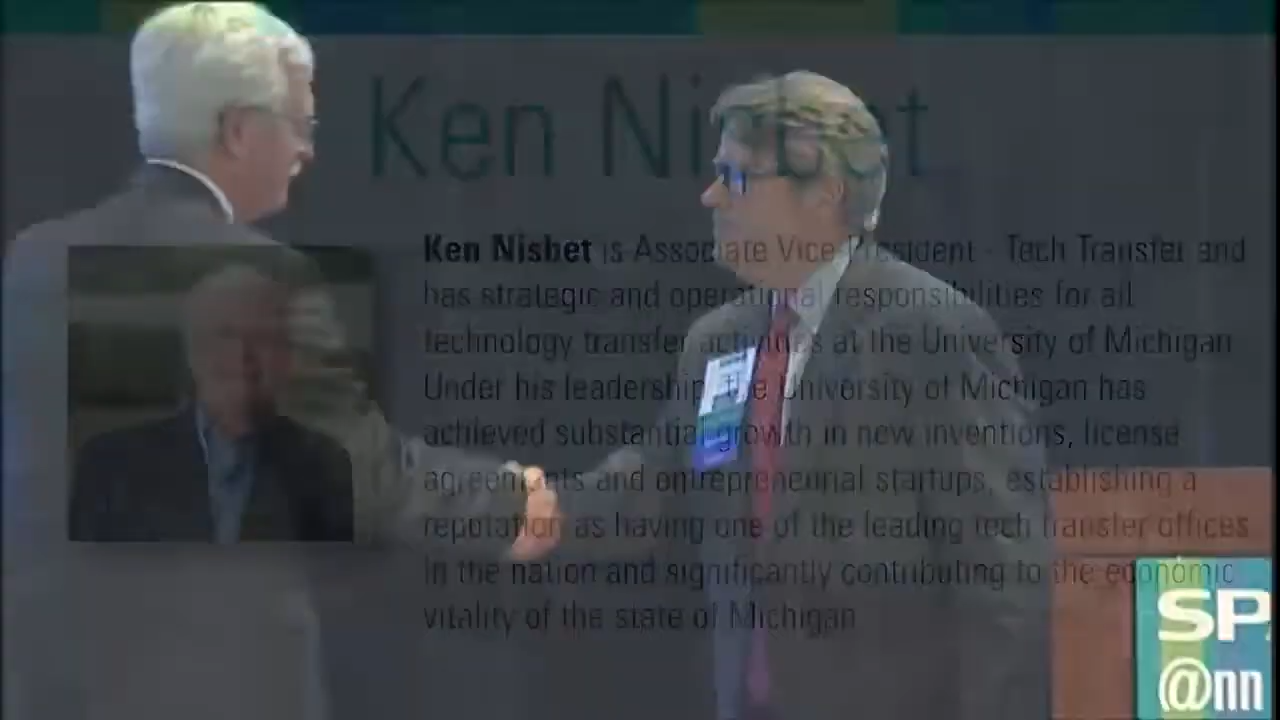 Ken Nisbet
Ken Nisbet is Associate Vice President - Tech Transfer and
has strategic and operational responsibilities for all
technology transfer activities at the University of Michigan
Under his leadership, the University of Michigan has
achieved substantial growth in new inventions, license
agreements and entrepreneurial startups, establishing a
reputation as having one of the leading tech transfer offices
in the nation and significantly contributing to the economic
vitality of the state of Michigan
SP
@nn